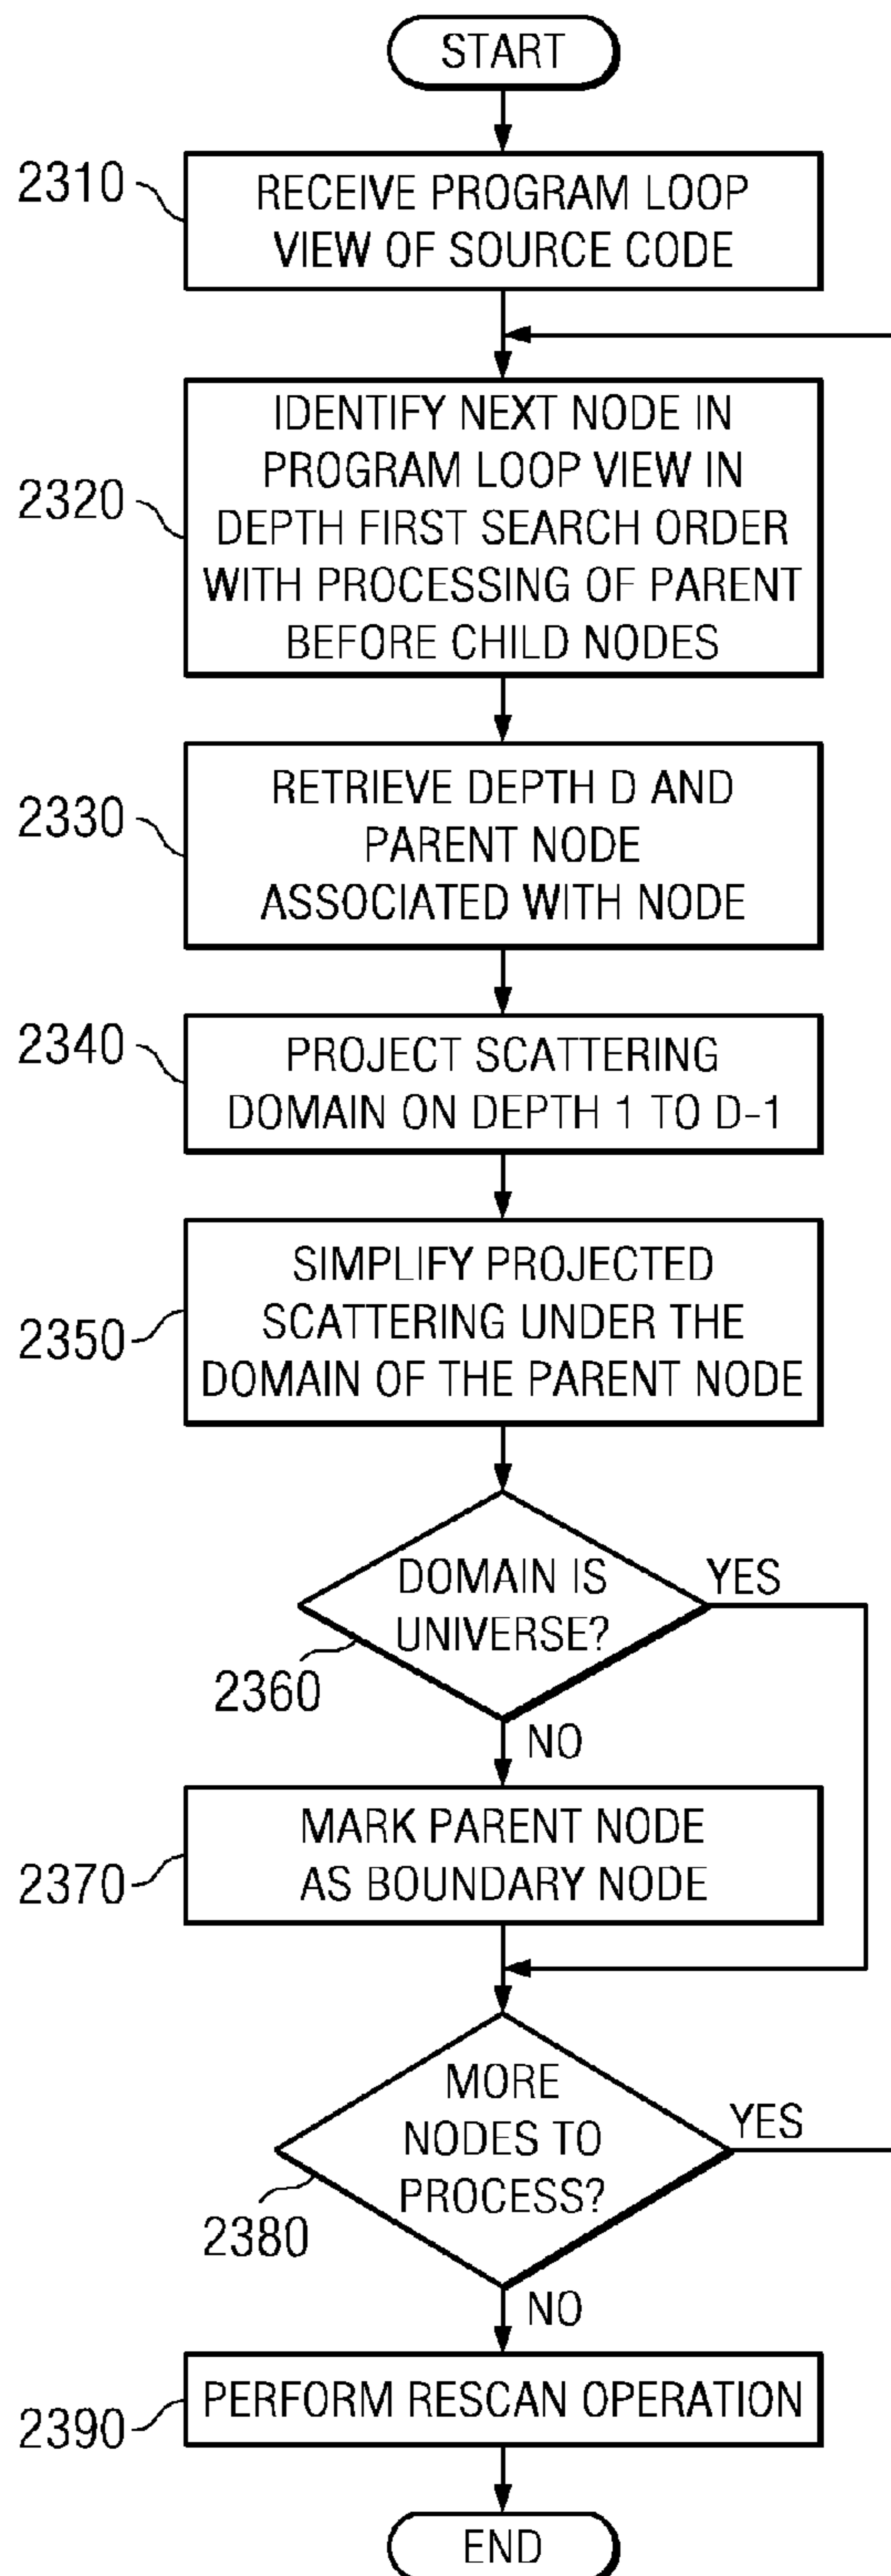 START
2310
RECEIVE PROGRAM LOOP
VIEW OF SOURCE CODE
2320
IDENTIFY NEXT NODE IN
PROGRAM LOOP VIEW IN
DEPTH FIRST SEARCH ORDER
WITH PROCESSING OF PARENT
BEFORE CHILD NODES
2330
RETRIEVE DEPTH D AND
PARENT NODE
ASSOCIATED WITH NODE
2340
PROJECT SCATTERING
DOMAIN ON DEPTH 1 TO D-1
2350
SIMPLIFY PROJECTED
SCATTERING UNDER THE
DOMAIN OF THE PARENT NODE
DOMAIN IS
UNIVERSE?
YES
2360
NO
2370
MARK PARENT NODE
AS BOUNDARY NODE
MORE
NODES TO
PROCESS?
YES
2380
NO
2390
PERFORM RESCAN OPERATION
END